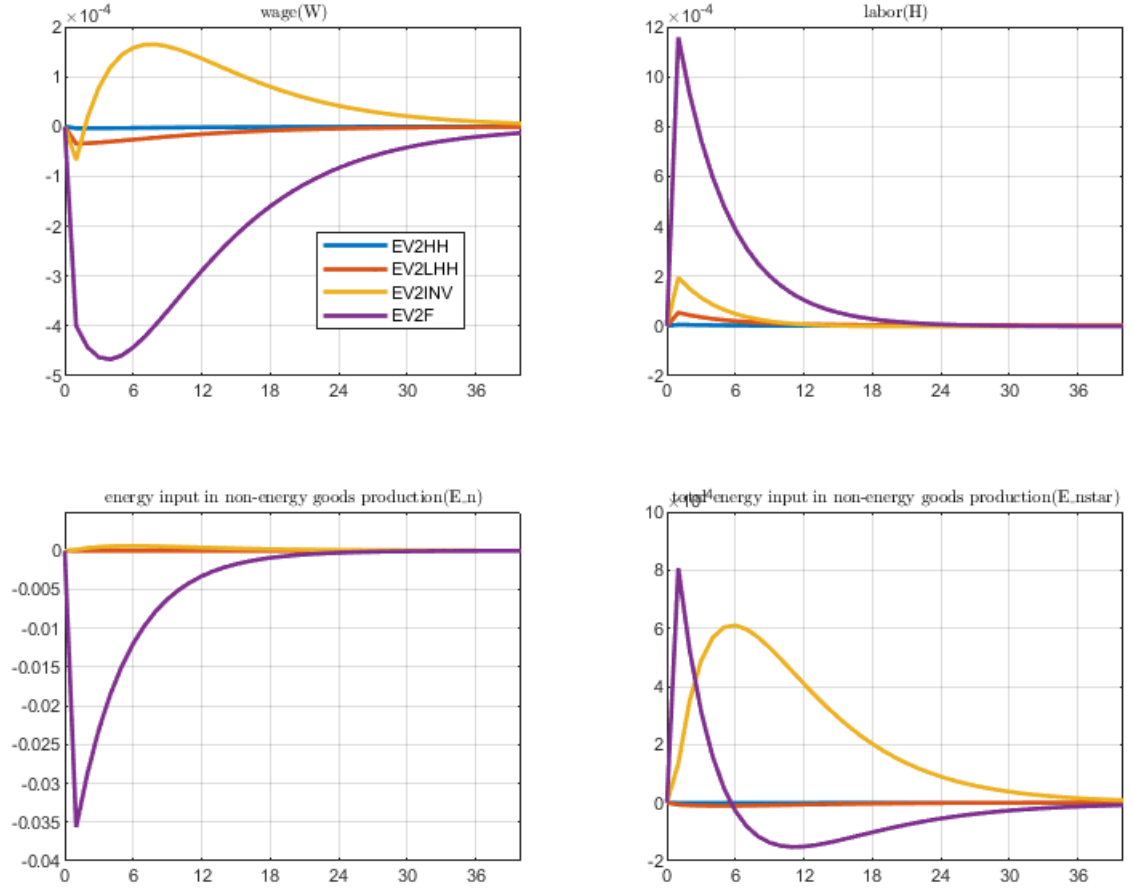 wage(W)
×10⁻⁴
2
1
0
-1
-2
-3
-4
-5
0 6 12 18 24 30 36
EV2HH
EV2LHH
EV2INV
EV2F
labor(H)
×10⁻⁴
12
10
8
6
4
2
0
-2
0 6 12 18 24 30 36
energy input in non-energy goods production(E_n)
0
-0.005
-0.01
-0.015
-0.02
-0.025
-0.03
-0.035
-0.04
0 6 12 18 24 30 36
energy input in non-energy goods production(E_nstar)
10
8
6
4
2
0
-2
0 6 12 18 24 30 36